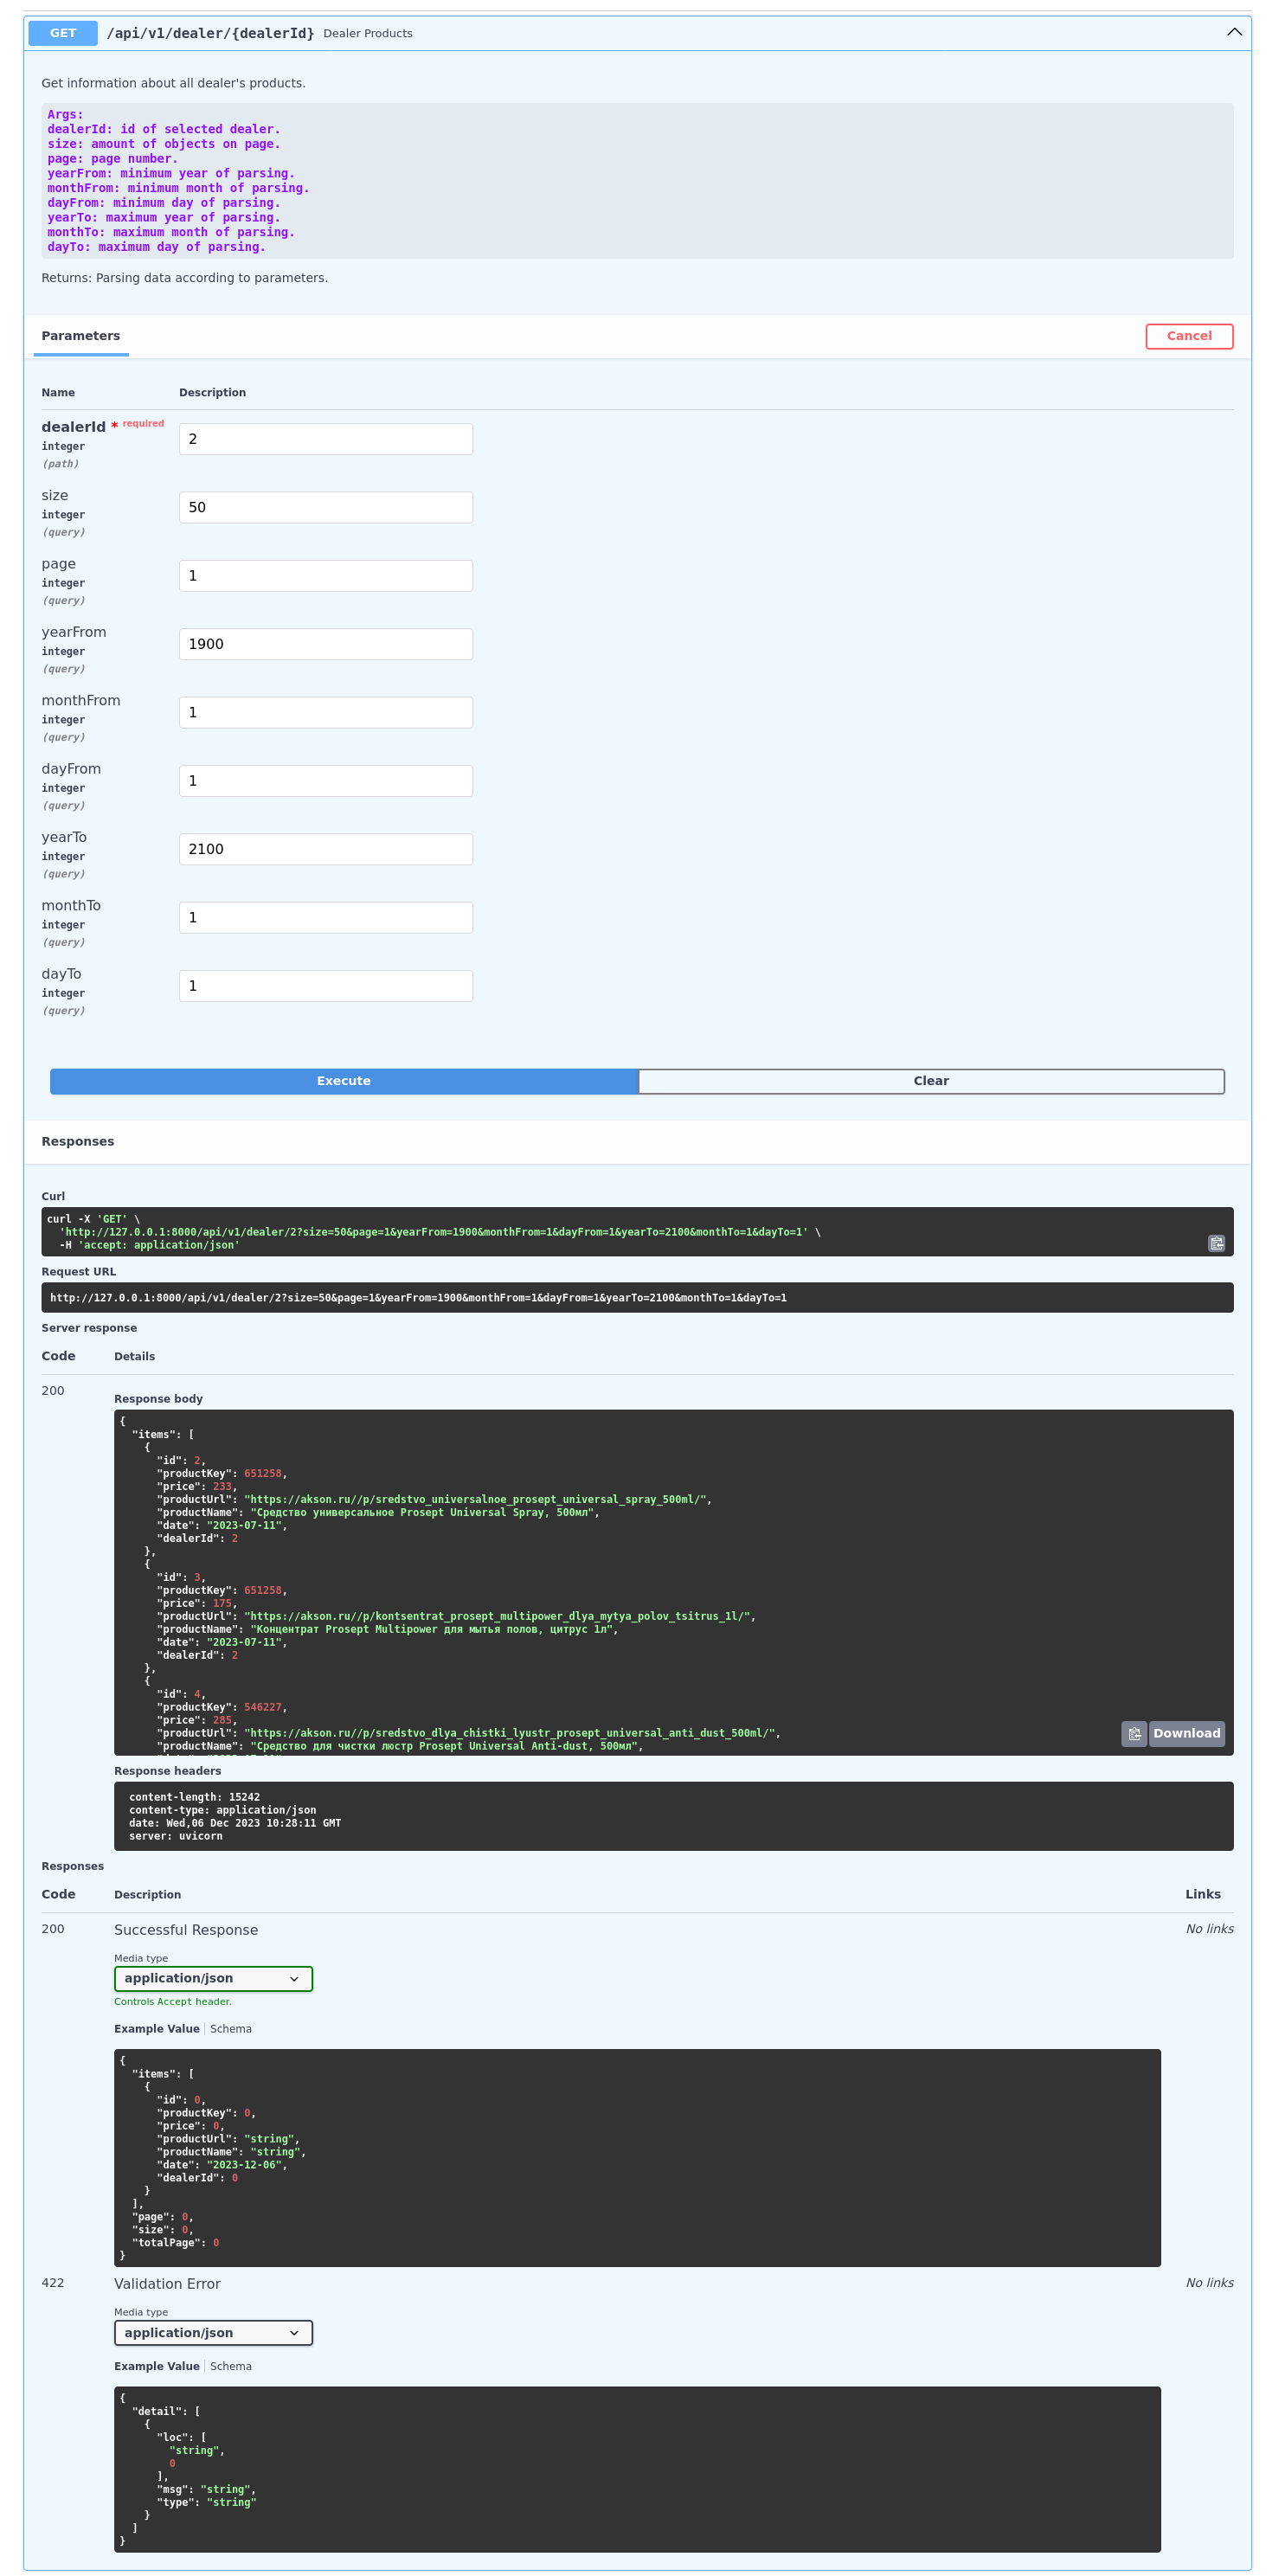 GET /api/v1/dealer/{dealerId} Dealer Products
Get information about all dealer's products.
Args:
dealerId: id of selected dealer.
size: amount of objects on page.
page: page number.
yearFrom: minimum year of parsing.
monthFrom: minimum month of parsing.
dayFrom: minimum day of parsing.
yearTo: maximum year of parsing.
monthTo: maximum month of parsing.
dayTo: maximum day of parsing.
Returns: Parsing data according to parameters.
Parameters Cancel
Name Description
dealerId * required
integer
(path)
2
size
integer
(query)
50
page
integer
(query)
1
yearFrom
integer
(query)
1900
monthFrom
integer
(query)
1
dayFrom
integer
(query)
1
yearTo
integer
(query)
2100
monthTo
integer
(query)
1
dayTo
integer
(query)
1
Execute Clear
Responses
Curl
curl -X 'GET' \
'http://127.0.0.1:8000/api/v1/dealer/2?size=50&page=1&yearFrom=1900&monthFrom=1&dayFrom=1&yearTo=2100&monthTo=1&dayTo=1' \
-H 'accept: application/json'
Request URL
http://127.0.0.1:8000/api/v1/dealer/2?size=50&page=1&yearFrom=1900&monthFrom=1&dayFrom=1&yearTo=2100&monthTo=1&dayTo=1
Server response
Code Details
200
Response body
{
"items": [
{
"id": 2,
"productKey": 651258,
"price": 233,
"productUrl": "https://akson.ru//p/sredstvo_universalnoe_prosept_universal_spray_500ml/",
"productName": "Средство универсальное Prosept Universal Spray, 500мл",
"date": "2023-07-11",
"dealerId": 2
},
{
"id": 3,
"productKey": 651258,
"price": 175,
"productUrl": "https://akson.ru//p/kontsentrat_prosept_multipower_dlya_mytya_polov_tsitrus_1l/",
"productName": "Концентрат Prosept Multipower для мытья полов, цитрус 1л",
"date": "2023-07-11",
"dealerId": 2
},
{
"id": 4,
"productKey": 546227,
"price": 285,
"productUrl": "https://akson.ru//p/sredstvo_dlya_chistki_lyustr_prosept_universal_anti_dust_500ml/",
"productName": "Средство для чистки люстр Prosept Universal Anti-dust, 500мл",
Download
Response headers
content-length: 15242
content-type: application/json
date: Wed,06 Dec 2023 10:28:11 GMT
server: uvicorn
Responses
Code Description Links
200 Successful Response No links
Media type
application/json
Controls Accept header.
Example Value Schema
{
"items": [
{
"id": 0,
"productKey": 0,
"price": 0,
"productUrl": "string",
"productName": "string",
"date": "2023-12-06",
"dealerId": 0
}
],
"page": 0,
"size": 0,
"totalPage": 0
}
422 Validation Error No links
Media type
application/json
Example Value Schema
{
"detail": [
{
"loc": [
"string",
0
],
"msg": "string",
"type": "string"
}
]
}